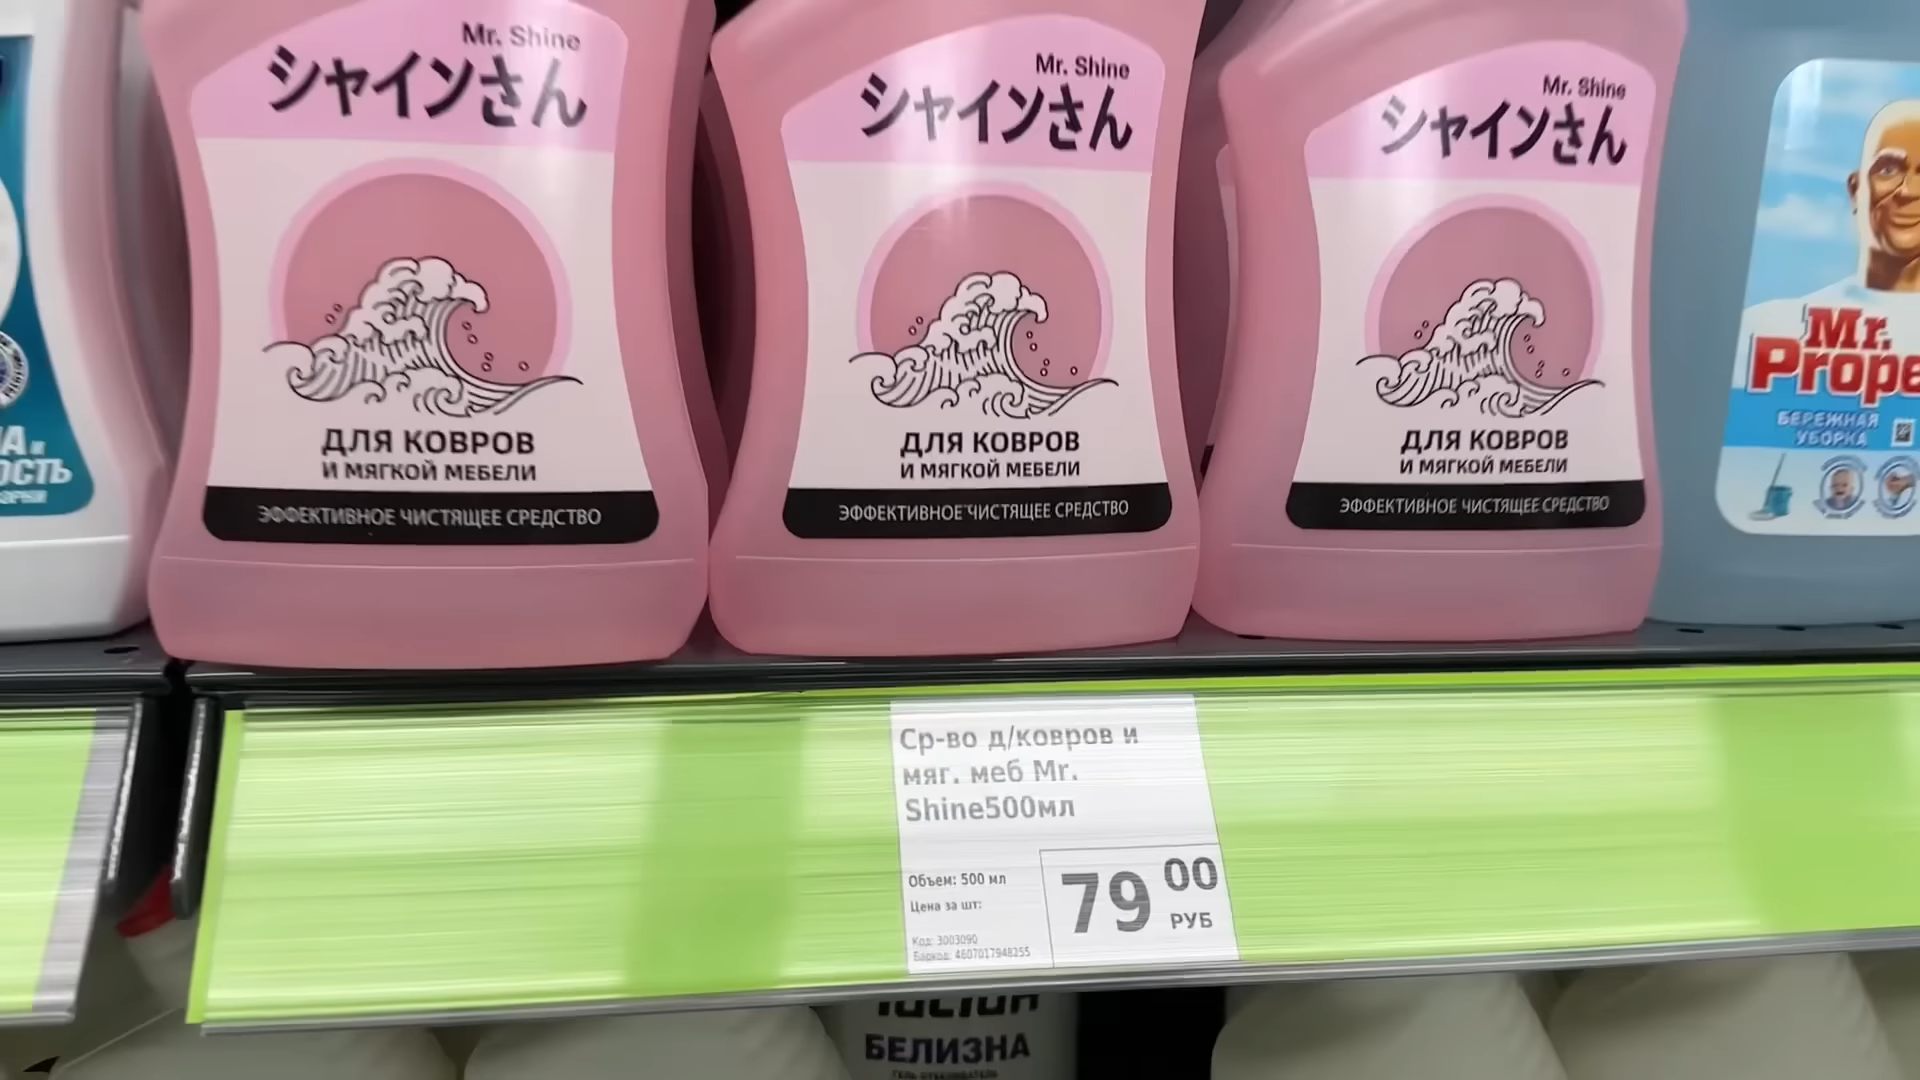 Mr. Shine
シャインさん
ДЛЯ КОВРОВ
И МЯГКОЙ МЕБЕЛИ
ЭФФЕКТИВНОЕ ЧИСТЯЩЕЕ СРЕДСТВО
Mr. Shine
シャインさん
ДЛЯ КОВРОВ
И МЯГКОЙ МЕБЕЛИ
ЭФФЕКТИВНОЕ ЧИСТЯЩЕЕ СРЕДСТВО
Mr. Shine
シャインさん
ДЛЯ КОВРОВ
И МЯГКОЙ МЕБЕЛИ
ЭФФЕКТИВНОЕ ЧИСТЯЩЕЕ СРЕДСТВО
Mr.
Prope
БЕРЕЖНАЯ
УБОРКА
Ср-во д/ковров и
мяг. меб Mr.
Shine500мл
Объем: 500 мл
Цена за шт:
79 00
РУБ
Код: 3003090
Баркод: 4607017948255
БЕЛИЗНА